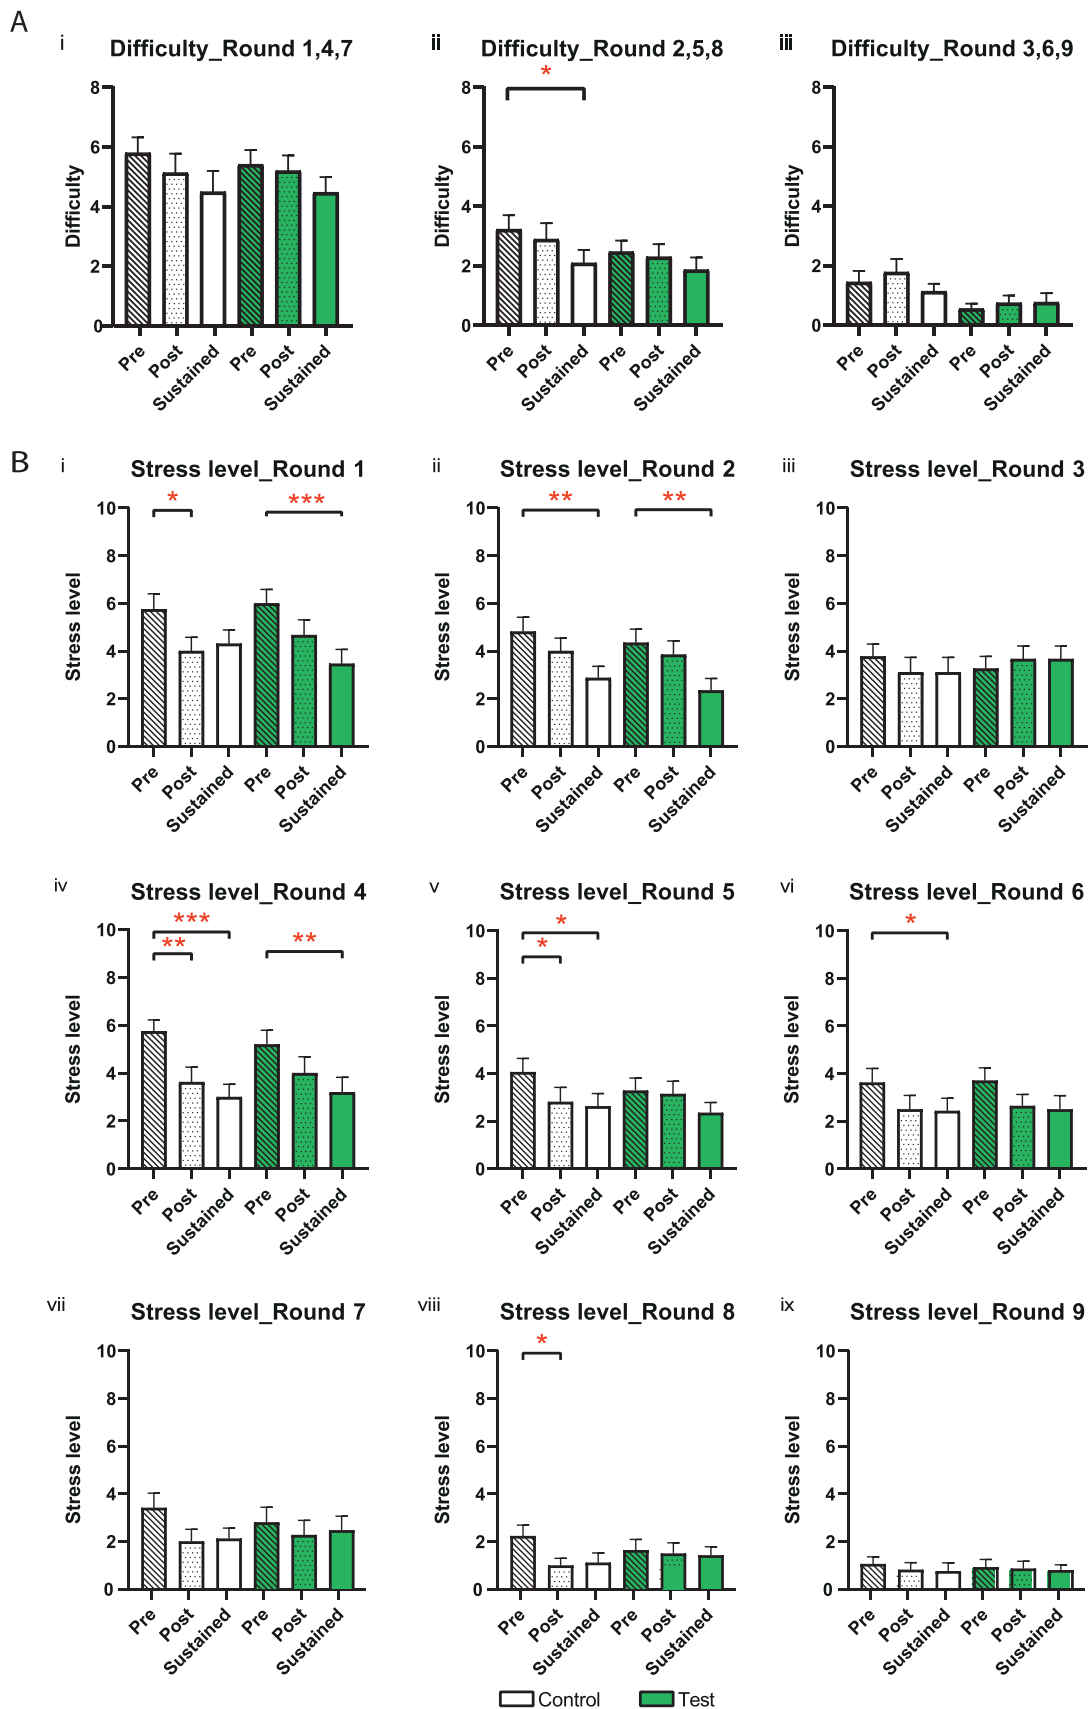 A
i Difficulty_Round 1,4,7
ii Difficulty_Round 2,5,8
iii Difficulty_Round 3,6,9
*
8
6
4
2
0
Difficulty
Pre Post Sustained Pre Post Sustained
8
6
4
2
0
Difficulty
Pre Post Sustained Pre Post Sustained
8
6
4
2
0
Difficulty
Pre Post Sustained Pre Post Sustained
B
i Stress level_Round 1
* ***
10
8
6
4
2
0
Stress level
Pre Post Sustained Pre Post Sustained
ii Stress level_Round 2
** **
10
8
6
4
2
0
Stress level
Pre Post Sustained Pre Post Sustained
iii Stress level_Round 3
10
8
6
4
2
0
Stress level
Pre Post Sustained Pre Post Sustained
iv Stress level_Round 4
***
** **
10
8
6
4
2
0
Stress level
Pre Post Sustained Pre Post Sustained
v Stress level_Round 5
*
*
10
8
6
4
2
0
Stress level
Pre Post Sustained Pre Post Sustained
vi Stress level_Round 6
*
10
8
6
4
2
0
Stress level
Pre Post Sustained Pre Post Sustained
vii Stress level_Round 7
10
8
6
4
2
0
Stress level
Pre Post Sustained Pre Post Sustained
viii Stress level_Round 8
*
10
8
6
4
2
0
Stress level
Pre Post Sustained Pre Post Sustained
ix Stress level_Round 9
10
8
6
4
2
0
Stress level
Pre Post Sustained Pre Post Sustained
Control Test